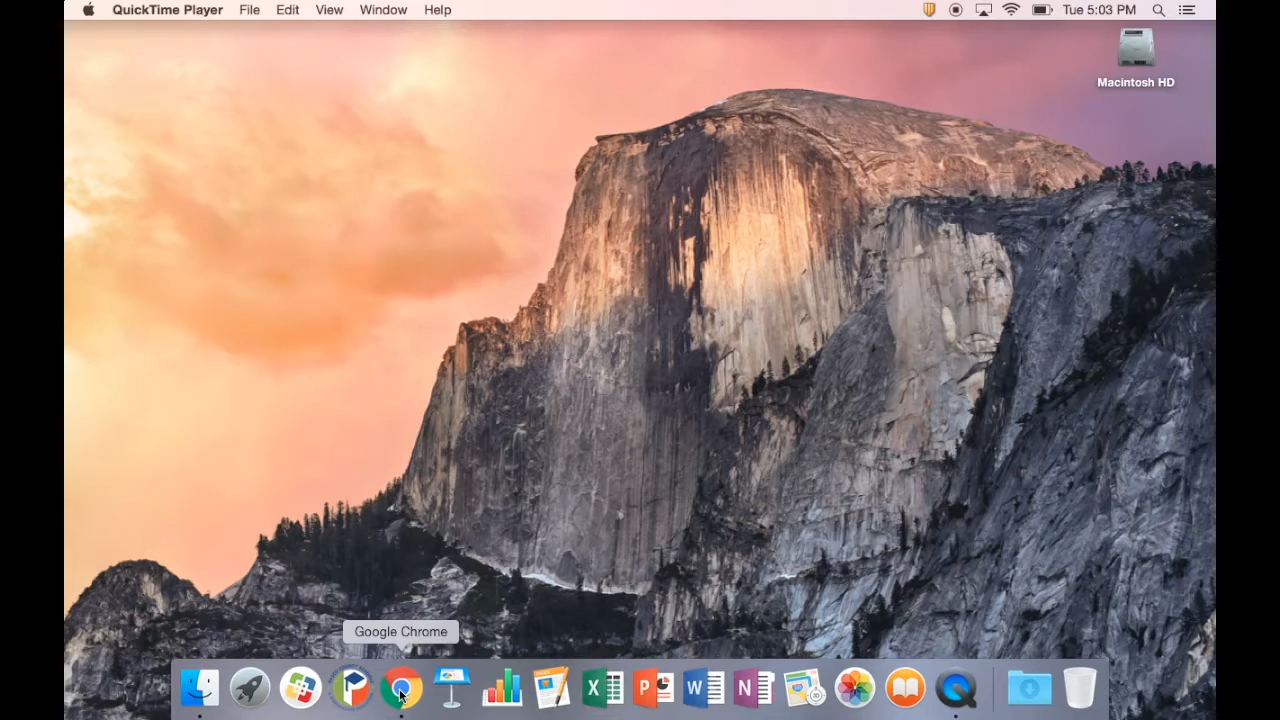 QuickTime Player File Edit View Window Help Tue 5:03 PM
Macintosh HD
Google Chrome
X P W N